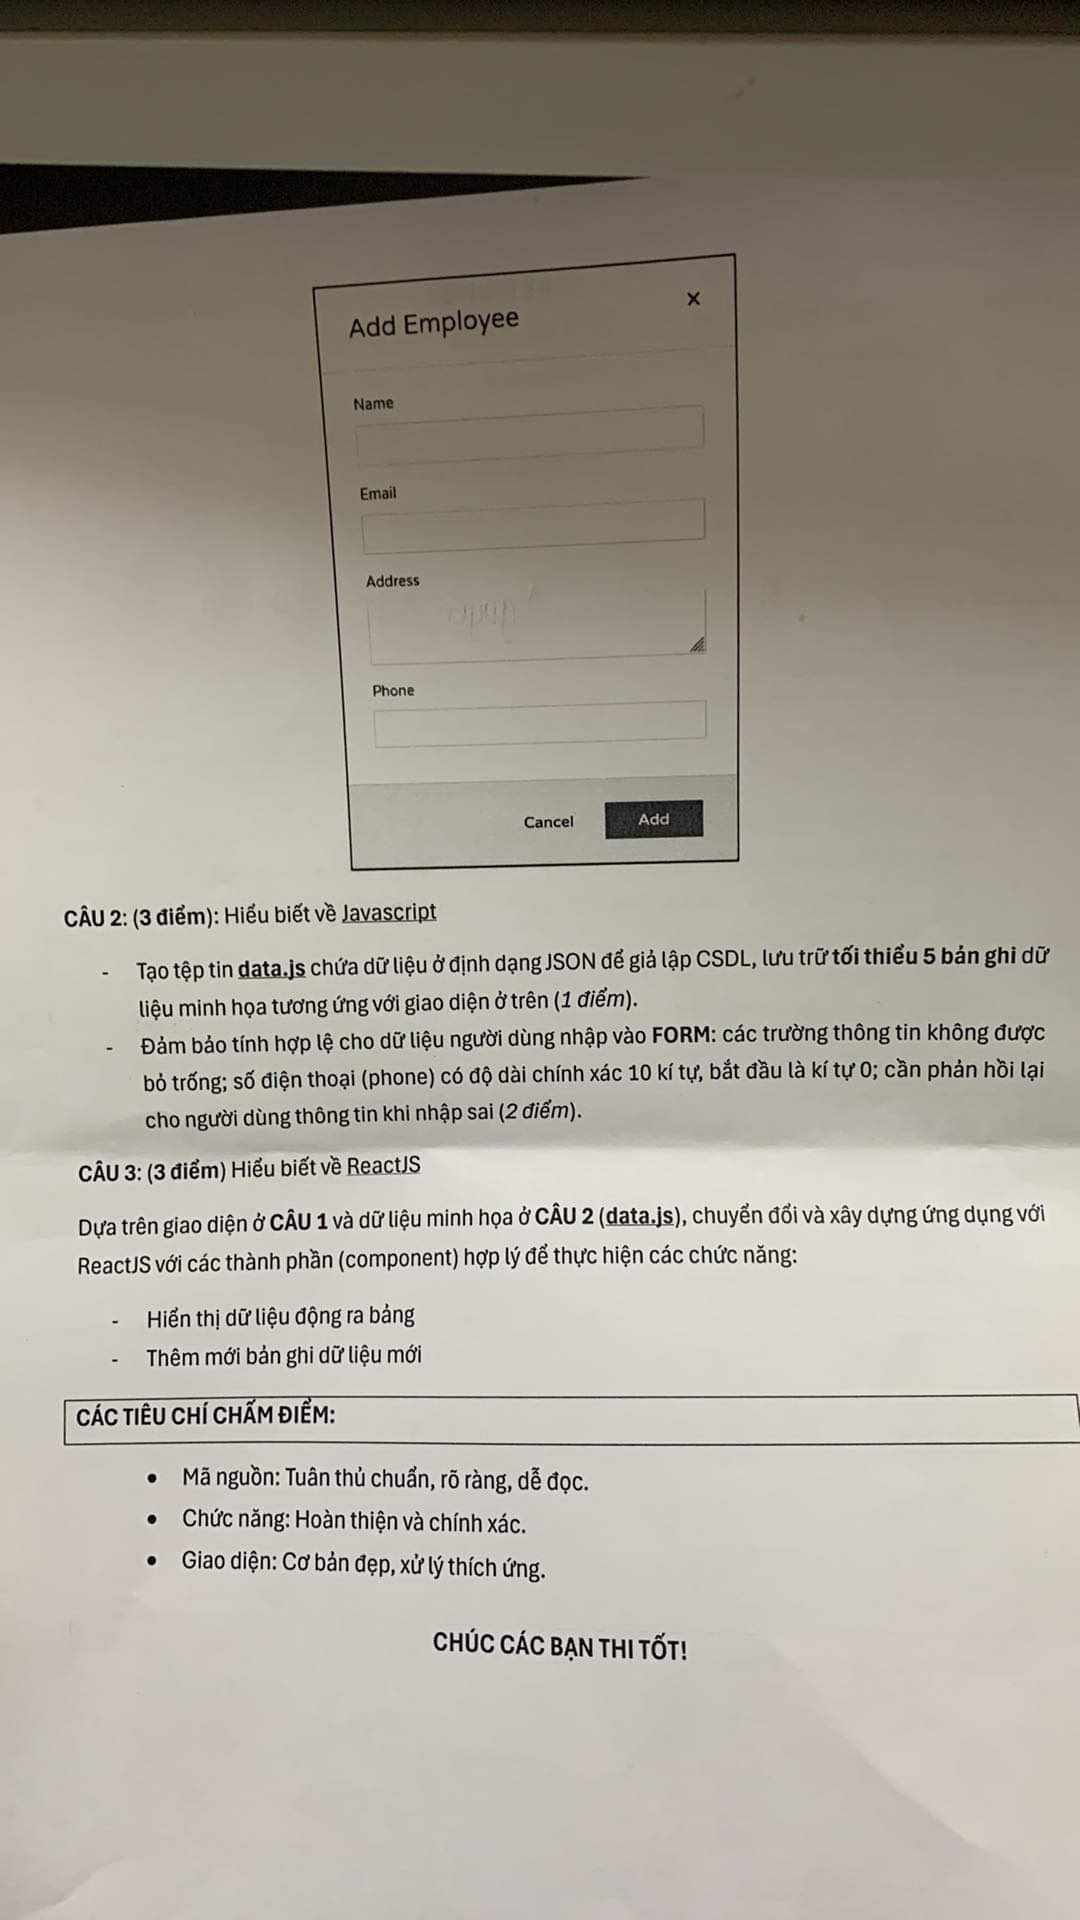 Add Employee
×
Name
Email
Address
Phone
Cancel
Add
CÂU 2: (3 điểm): Hiểu biết về Javascript
- Tạo tệp tin data.js chứa dữ liệu ở định dạng JSON để giả lập CSDL, lưu trữ tối thiểu 5 bản ghi dữ
liệu minh họa tương ứng với giao diện ở trên (1 điểm).
- Đảm bảo tính hợp lệ cho dữ liệu người dùng nhập vào FORM: các trường thông tin không được
bỏ trống; số điện thoại (phone) có độ dài chính xác 10 kí tự, bắt đầu là kí tự 0; cần phản hồi lại
cho người dùng thông tin khi nhập sai (2 điểm).
CÂU 3: (3 điểm) Hiểu biết về ReactJS
Dựa trên giao diện ở CÂU 1 và dữ liệu minh họa ở CÂU 2 (data.js), chuyển đổi và xây dựng ứng dụng với
ReactJS với các thành phần (component) hợp lý để thực hiện các chức năng:
- Hiển thị dữ liệu động ra bảng
- Thêm mới bản ghi dữ liệu mới
CÁC TIÊU CHÍ CHẤM ĐIỂM:
• Mã nguồn: Tuân thủ chuẩn, rõ ràng, dễ đọc.
• Chức năng: Hoàn thiện và chính xác.
• Giao diện: Cơ bản đẹp, xử lý thích ứng.
CHÚC CÁC BẠN THI TỐT!